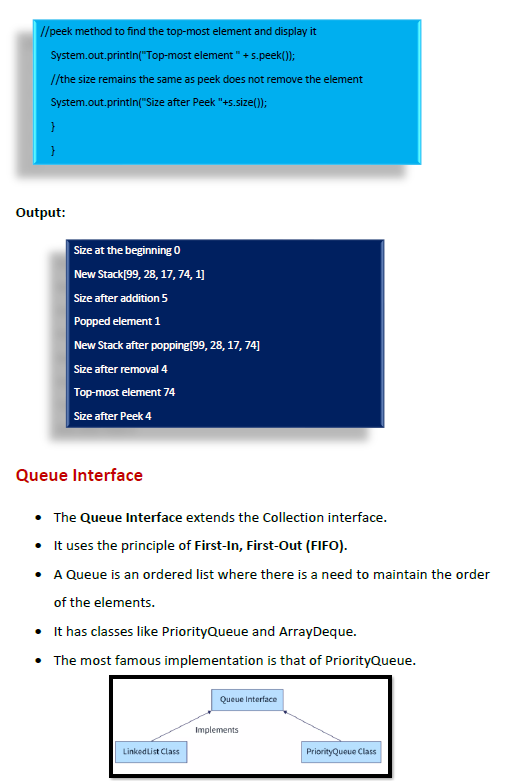 //peek method to find the top-most element and display it
System.out.println("Top-most element " + s.peek());
//the size remains the same as peek does not remove the element
System.out.println("Size after Peek "+s.size());
}
}
Output:
Size at the beginning 0
New Stack[99, 28, 17, 74, 1]
Size after addition 5
Popped element 1
New Stack after popping[99, 28, 17, 74]
Size after removal 4
Top-most element 74
Size after Peek 4
Queue Interface
• The Queue Interface extends the Collection interface.
• It uses the principle of First-In, First-Out (FIFO).
• A Queue is an ordered list where there is a need to maintain the order
of the elements.
• It has classes like PriorityQueue and ArrayDeque.
• The most famous implementation is that of PriorityQueue.
Queue Interface
Implements
LinkedList Class
PriorityQueue Class